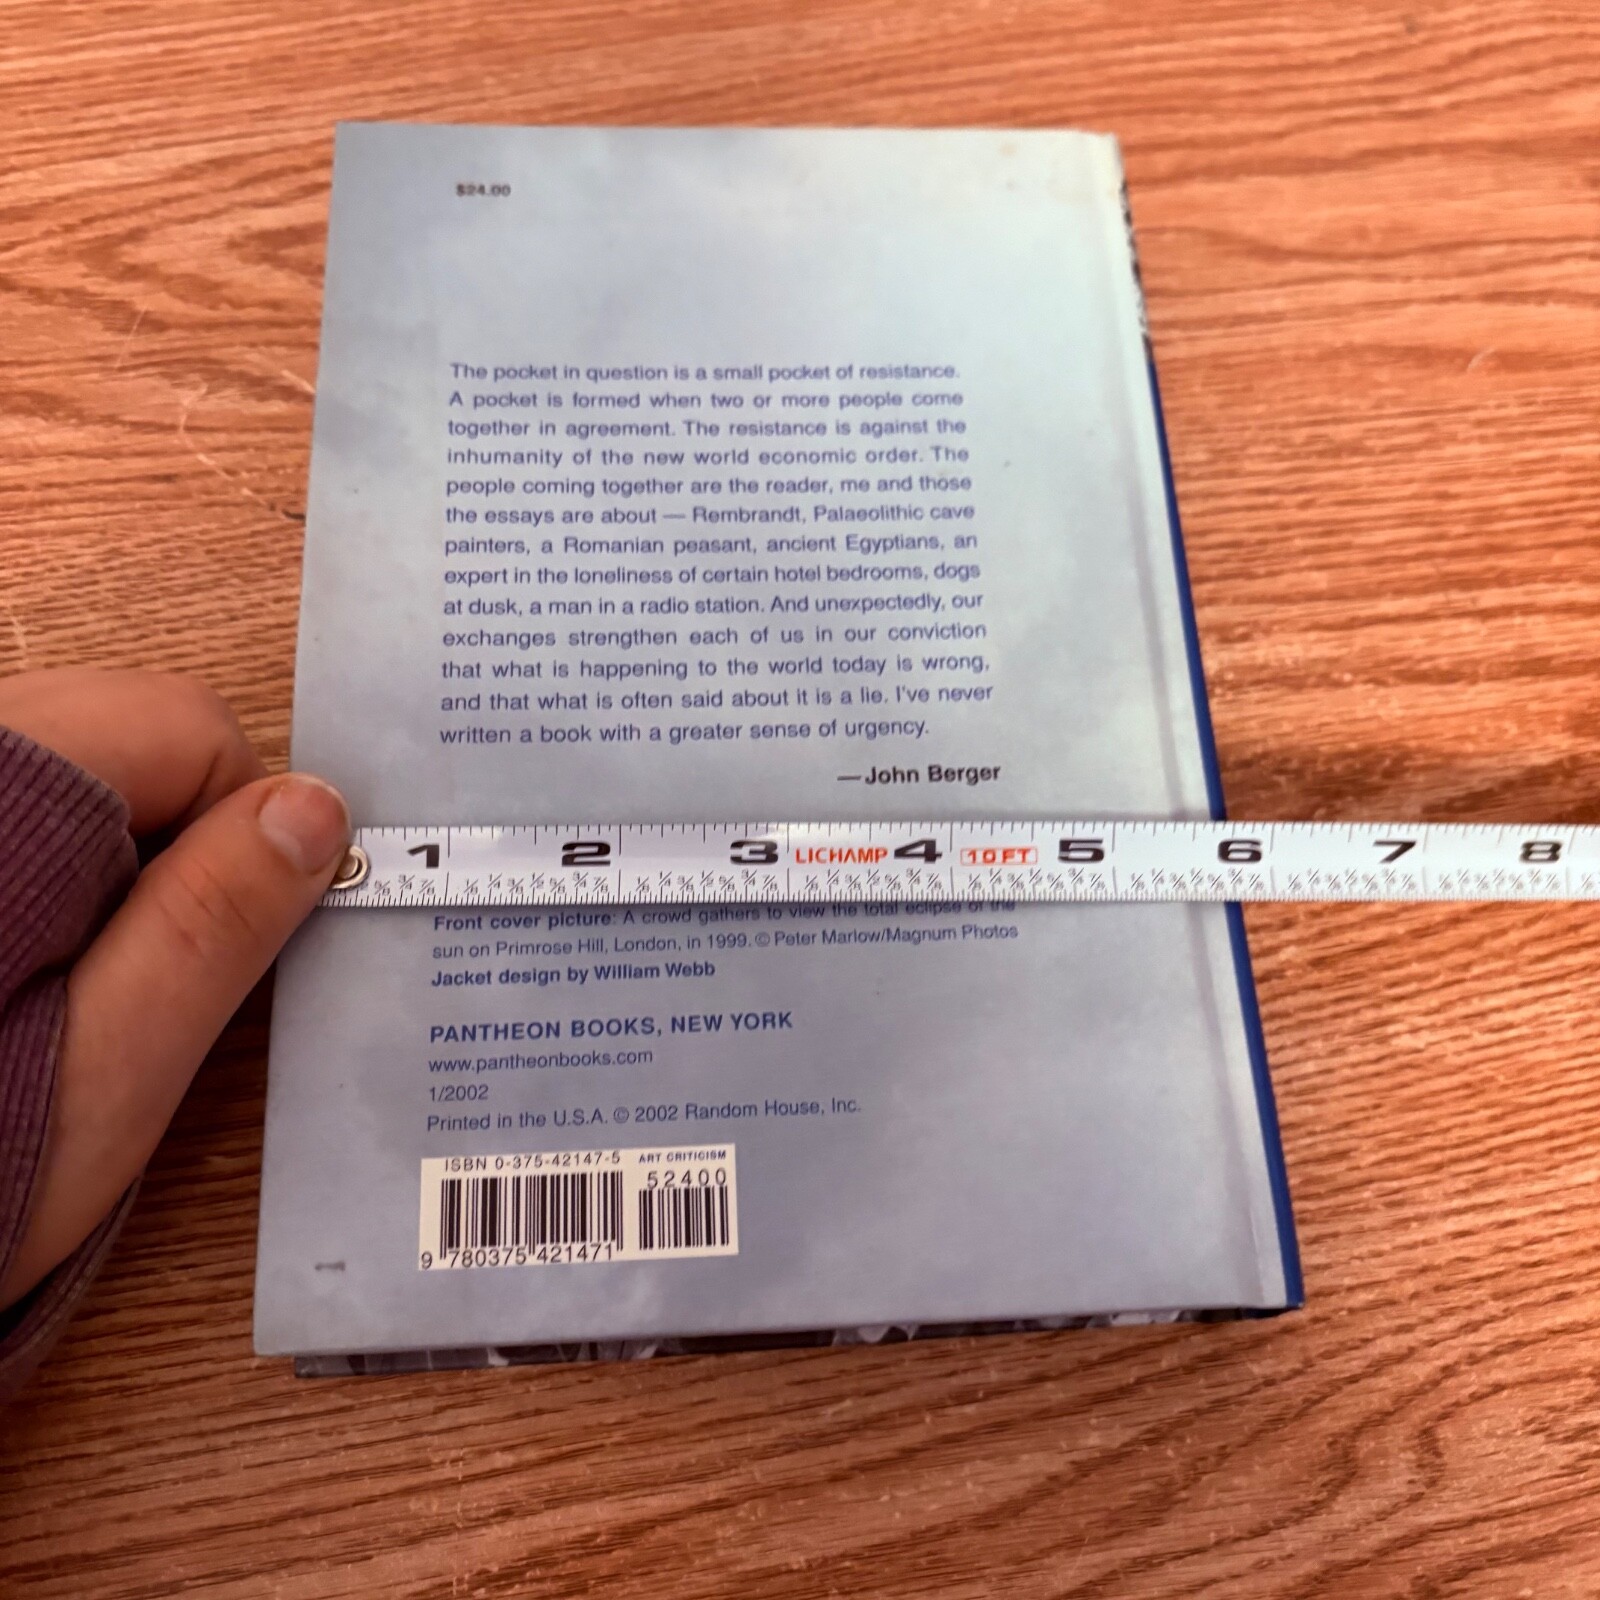 $24.00
The pocket in question is a small pocket of resistance.
A pocket is formed when two or more people come
together in agreement. The resistance is against the
inhumanity of the new world economic order. The
people coming together are the reader, me and those
the essays are about — Rembrandt, Palaeolithic cave
painters, a Romanian peasant, ancient Egyptians, an
expert in the loneliness of certain hotel bedrooms, dogs
at dusk, a man in a radio station. And unexpectedly, our
exchanges strengthen each of us in our conviction
that what is happening to the world today is wrong,
and that what is often said about it is a lie. I've never
written a book with a greater sense of urgency.
—John Berger
1 2 3 LICHAMP 4 10FT 5 6 7 8
Front cover picture: A crowd gathers to view the total eclipse of the
sun on Primrose Hill, London, in 1999. © Peter Marlow/Magnum Photos
Jacket design by William Webb
PANTHEON BOOKS, NEW YORK
www.pantheonbooks.com
1/2002
Printed in the U.S.A. © 2002 Random House, Inc.
ISBN 0-375-42147-5 ART CRITICISM
52400
9 780375 421471